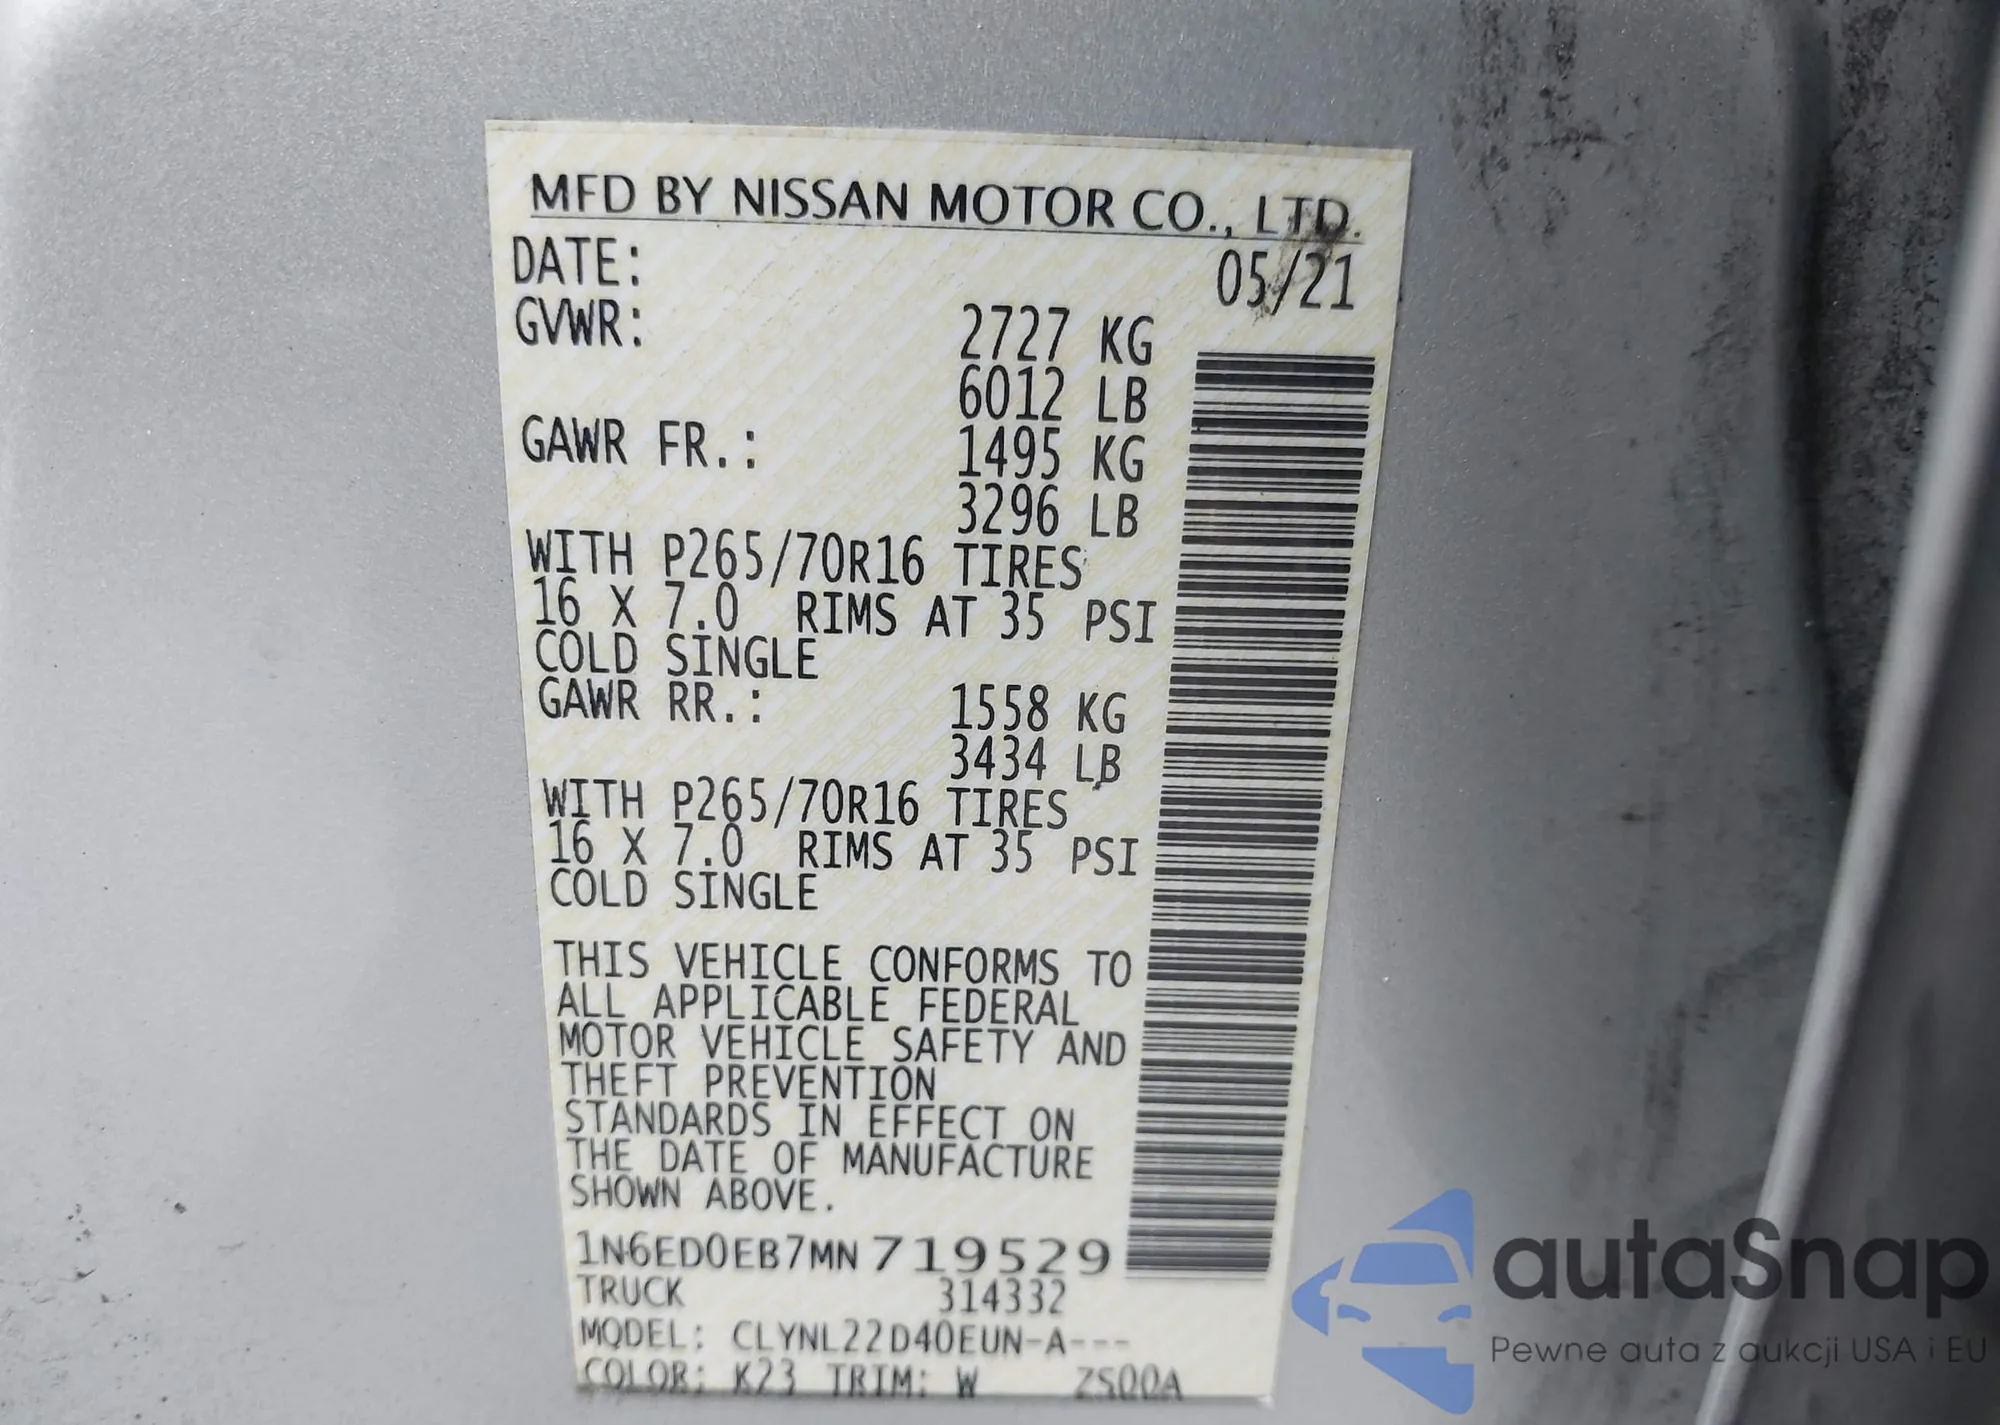 MFD BY NISSAN MOTOR CO., LTD.
DATE: 05/21
GVWR: 2727 KG
6012 LB
GAWR FR.: 1495 KG
3296 LB
WITH P265/70R16 TIRES
16 X 7.0 RIMS AT 35 PSI
COLD SINGLE
GAWR RR.: 1558 KG
3434 LB
WITH P265/70R16 TIRES
16 X 7.0 RIMS AT 35 PSI
COLD SINGLE
THIS VEHICLE CONFORMS TO
ALL APPLICABLE FEDERAL
MOTOR VEHICLE SAFETY AND
THEFT PREVENTION
STANDARDS IN EFFECT ON
THE DATE OF MANUFACTURE
SHOWN ABOVE.
1N6ED0EB7MN719529
TRUCK 314332
MODEL: CLYNL22D40EUN-A---
COLOR: K23 TRIM: W ZS00A
autaSnap
Pewne auta z aukcji USA i EU